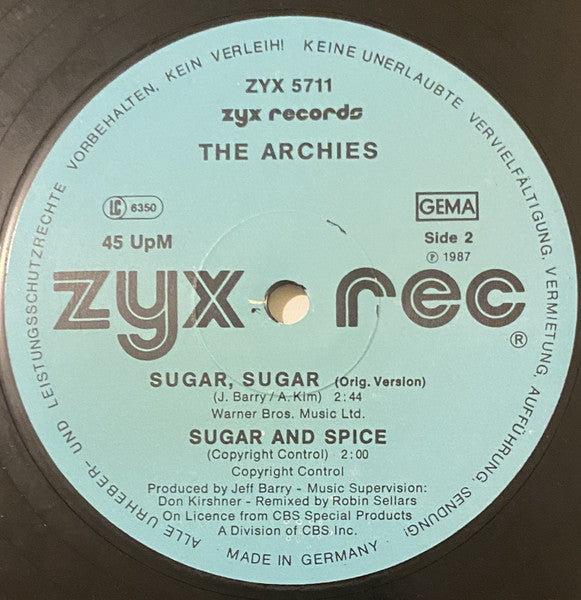 ALLE URHEBER- UND LEISTUNGSSCHUTZRECHTE VORBEHALTEN. KEIN VERLEIH! KEINE UNERLAUBTE VERVIELFÄLTIGUNG, VERMIETUNG, AUFFÜHRUNG, SENDUNG!
ZYX 5711
zyx records
THE ARCHIES
LC 6350
GEMA
45 UpM
Side 2
Ⓟ 1987
zyx rec
®
SUGAR, SUGAR (Orig. Version)
(J. Barry/A. Kim) 2:44
Warner Bros. Music Ltd.
SUGAR AND SPICE
(Copyright Control) 2:00
Copyright Control
Produced by Jeff Barry - Music Supervision:
Don Kirshner - Remixed by Robin Sellars
On Licence from CBS Special Products
A Division of CBS Inc.
MADE IN GERMANY